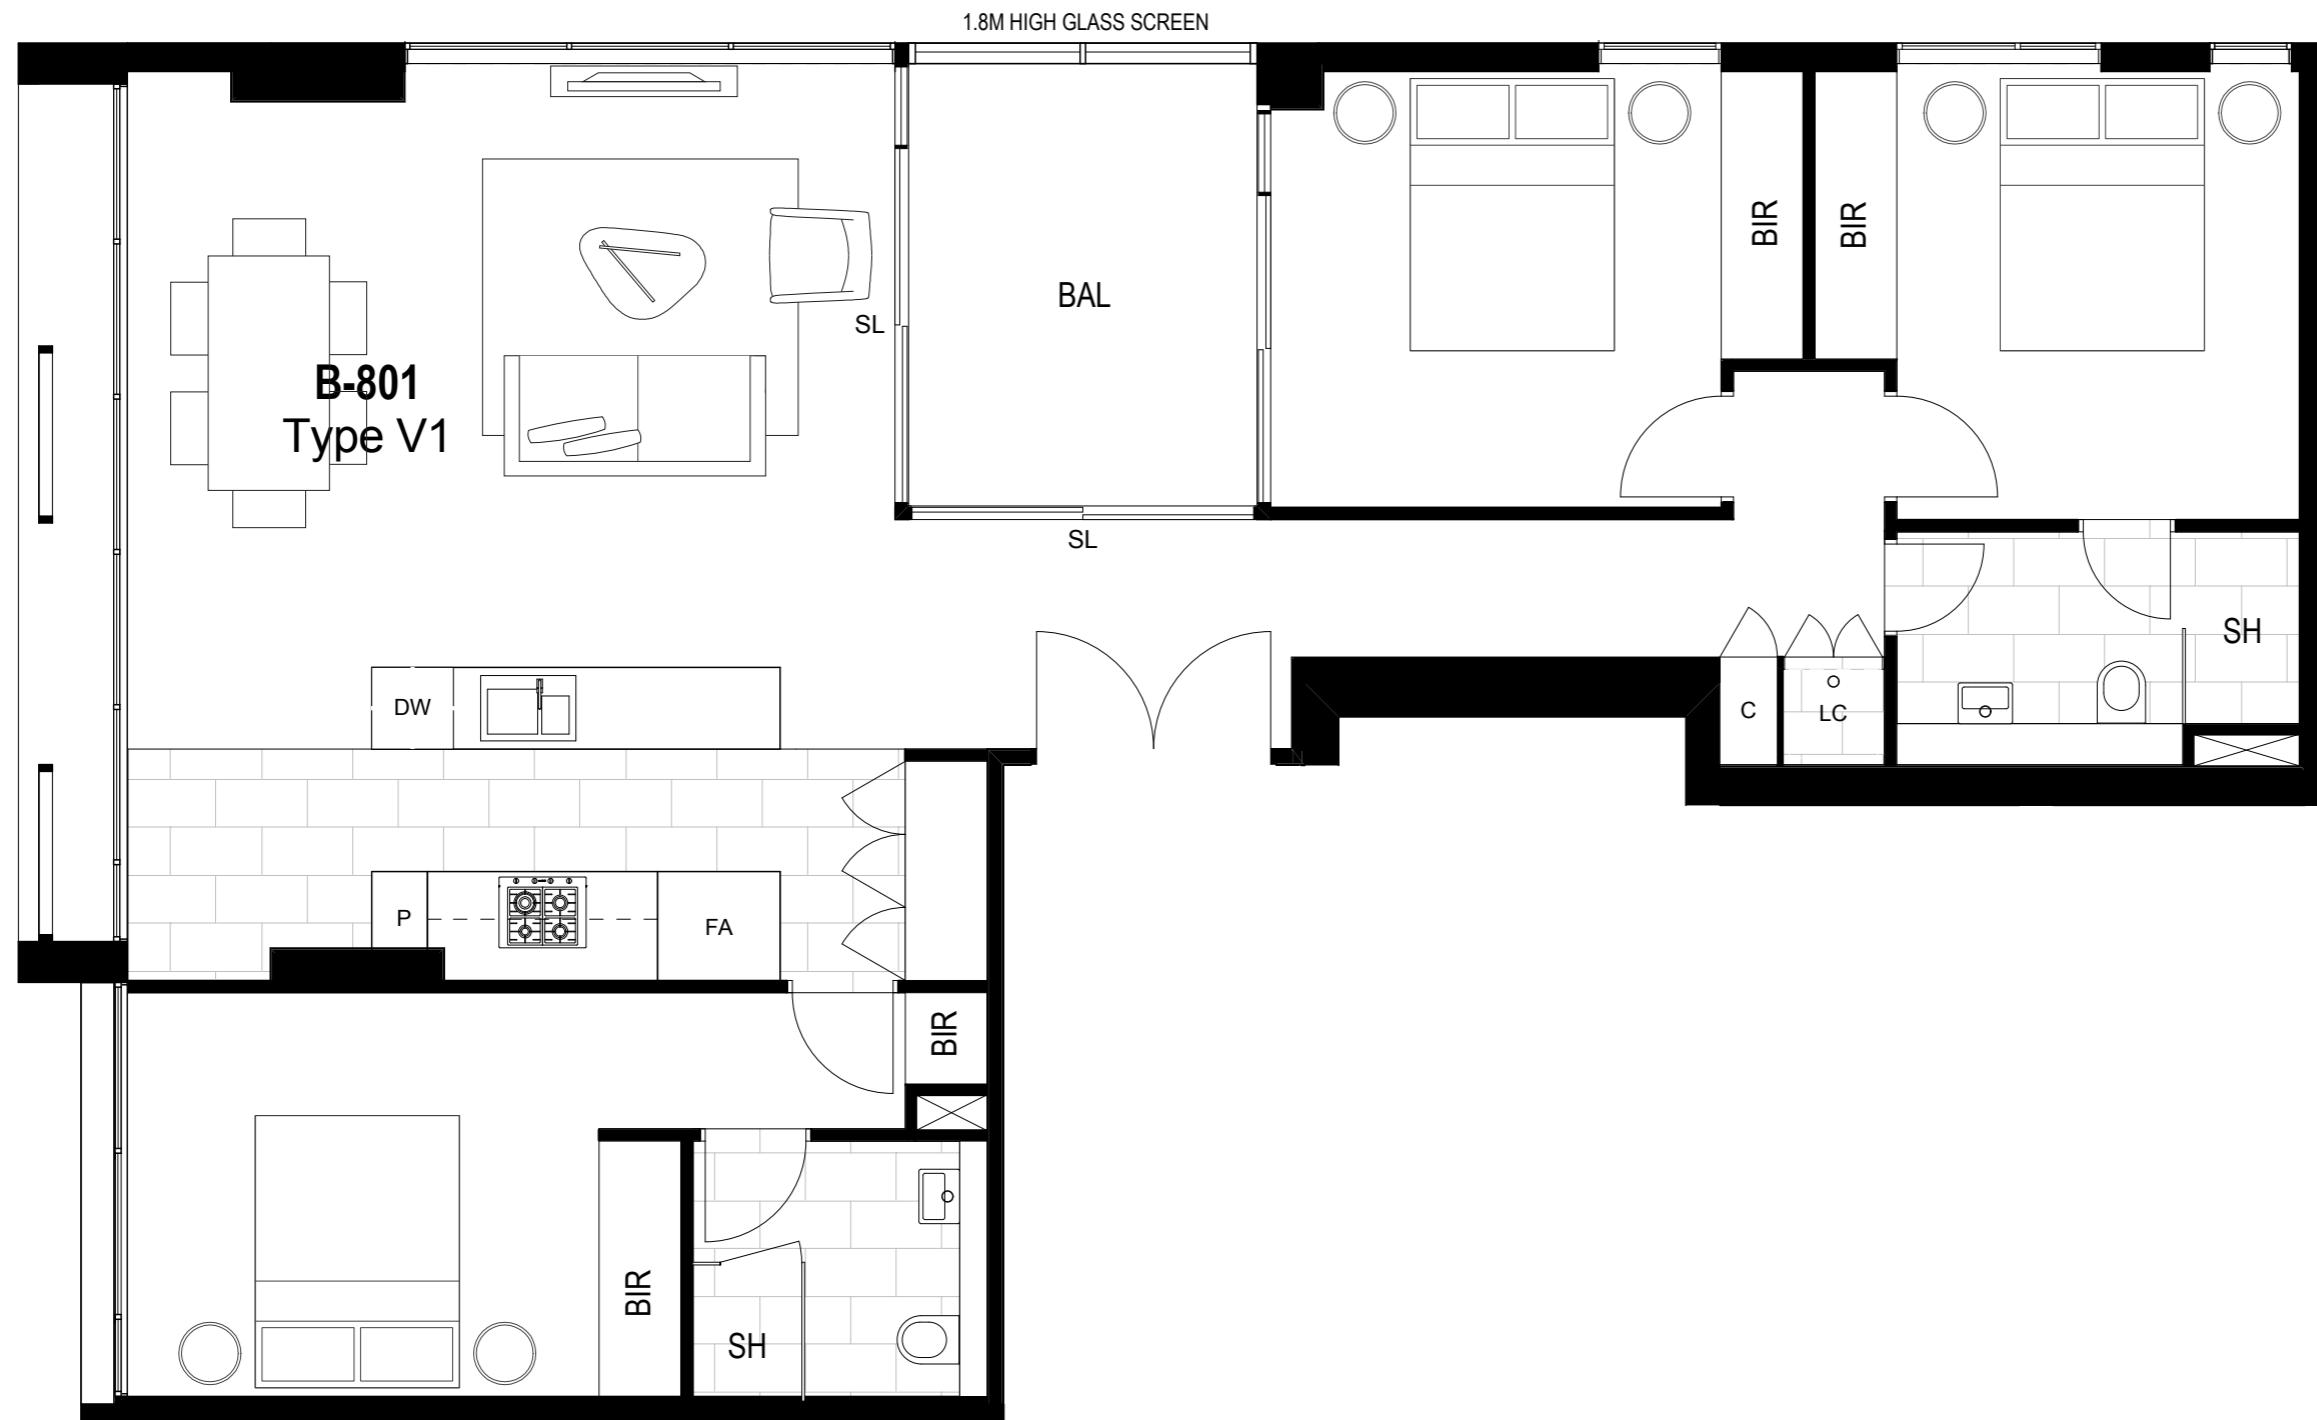 1.8M HIGH GLASS SCREEN
BIR
BIR
BAL
SL
B-801
Type V1
SL
SH
DW
C
LC
P
FA
BIR
BIR
SH